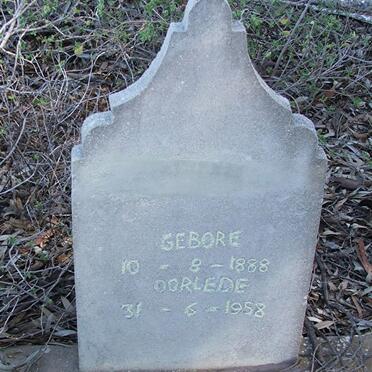 GEBORE
10 - 8 - 1888
OORLEDE
31 - 6 - 1958